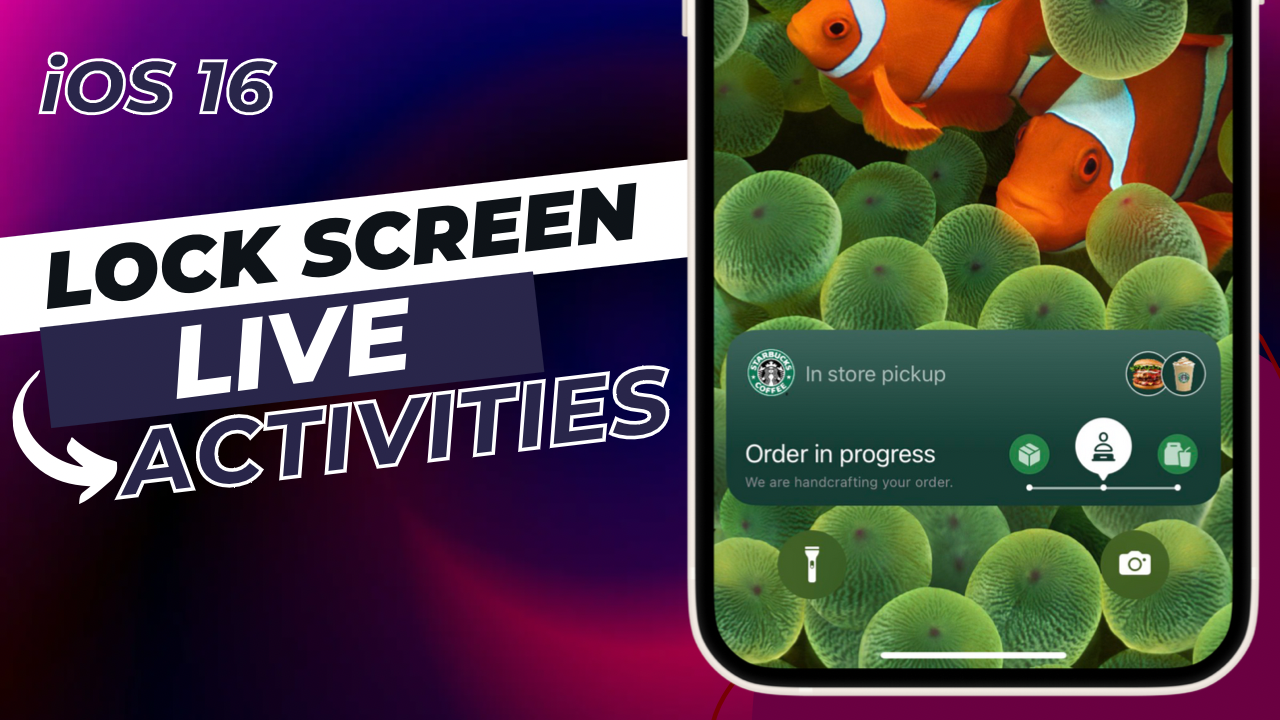 iOS 16
LOCK SCREEN
LIVE
ACTIVITIES
STARBUCKS
COFFEE
In store pickup
Order in progress
We are handcrafting your order.